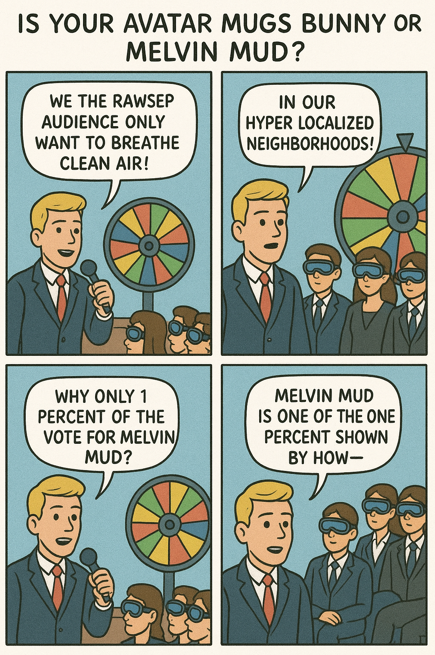 IS YOUR AVATAR MUGS BUNNY OR
MELVIN MUD?
WE THE RAWSEP
AUDIENCE ONLY
WANT TO BREATHE
CLEAN AIR!
IN OUR
HYPER LOCALIZED
NEIGHBORHOODS!
WHY ONLY 1
PERCENT OF THE
VOTE FOR MELVIN
MUD?
MELVIN MUD
IS ONE OF THE ONE
PERCENT SHOWN
BY HOW—